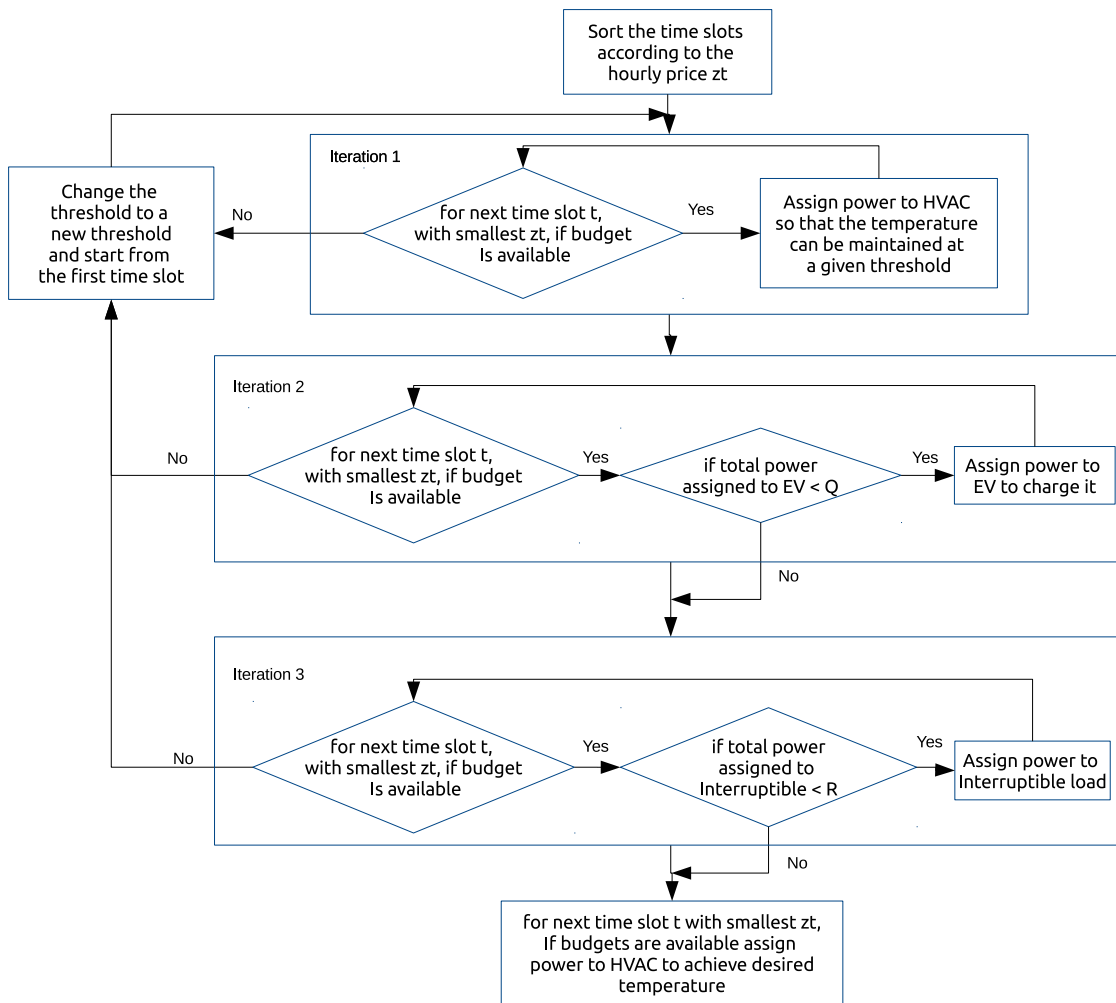 Sort the time slots
according to the
hourly price zt
Iteration 1
Change the
threshold to a
new threshold
and start from
the first time slot
No
for next time slot t,
with smallest zt, if budget
Is available
Yes
Assign power to HVAC
so that the temperature
can be maintained at
a given threshold
Iteration 2
No
for next time slot t,
with smallest zt, if budget
Is available
Yes
if total power
assigned to EV < Q
Yes
Assign power to
EV to charge it
No
Iteration 3
No
for next time slot t,
with smallest zt, if budget
Is available
Yes
if total power
assigned to
Interruptible < R
Yes
Assign power to
Interruptible load
No
for next time slot t with smallest zt,
If budgets are available assign
power to HVAC to achieve desired
temperature